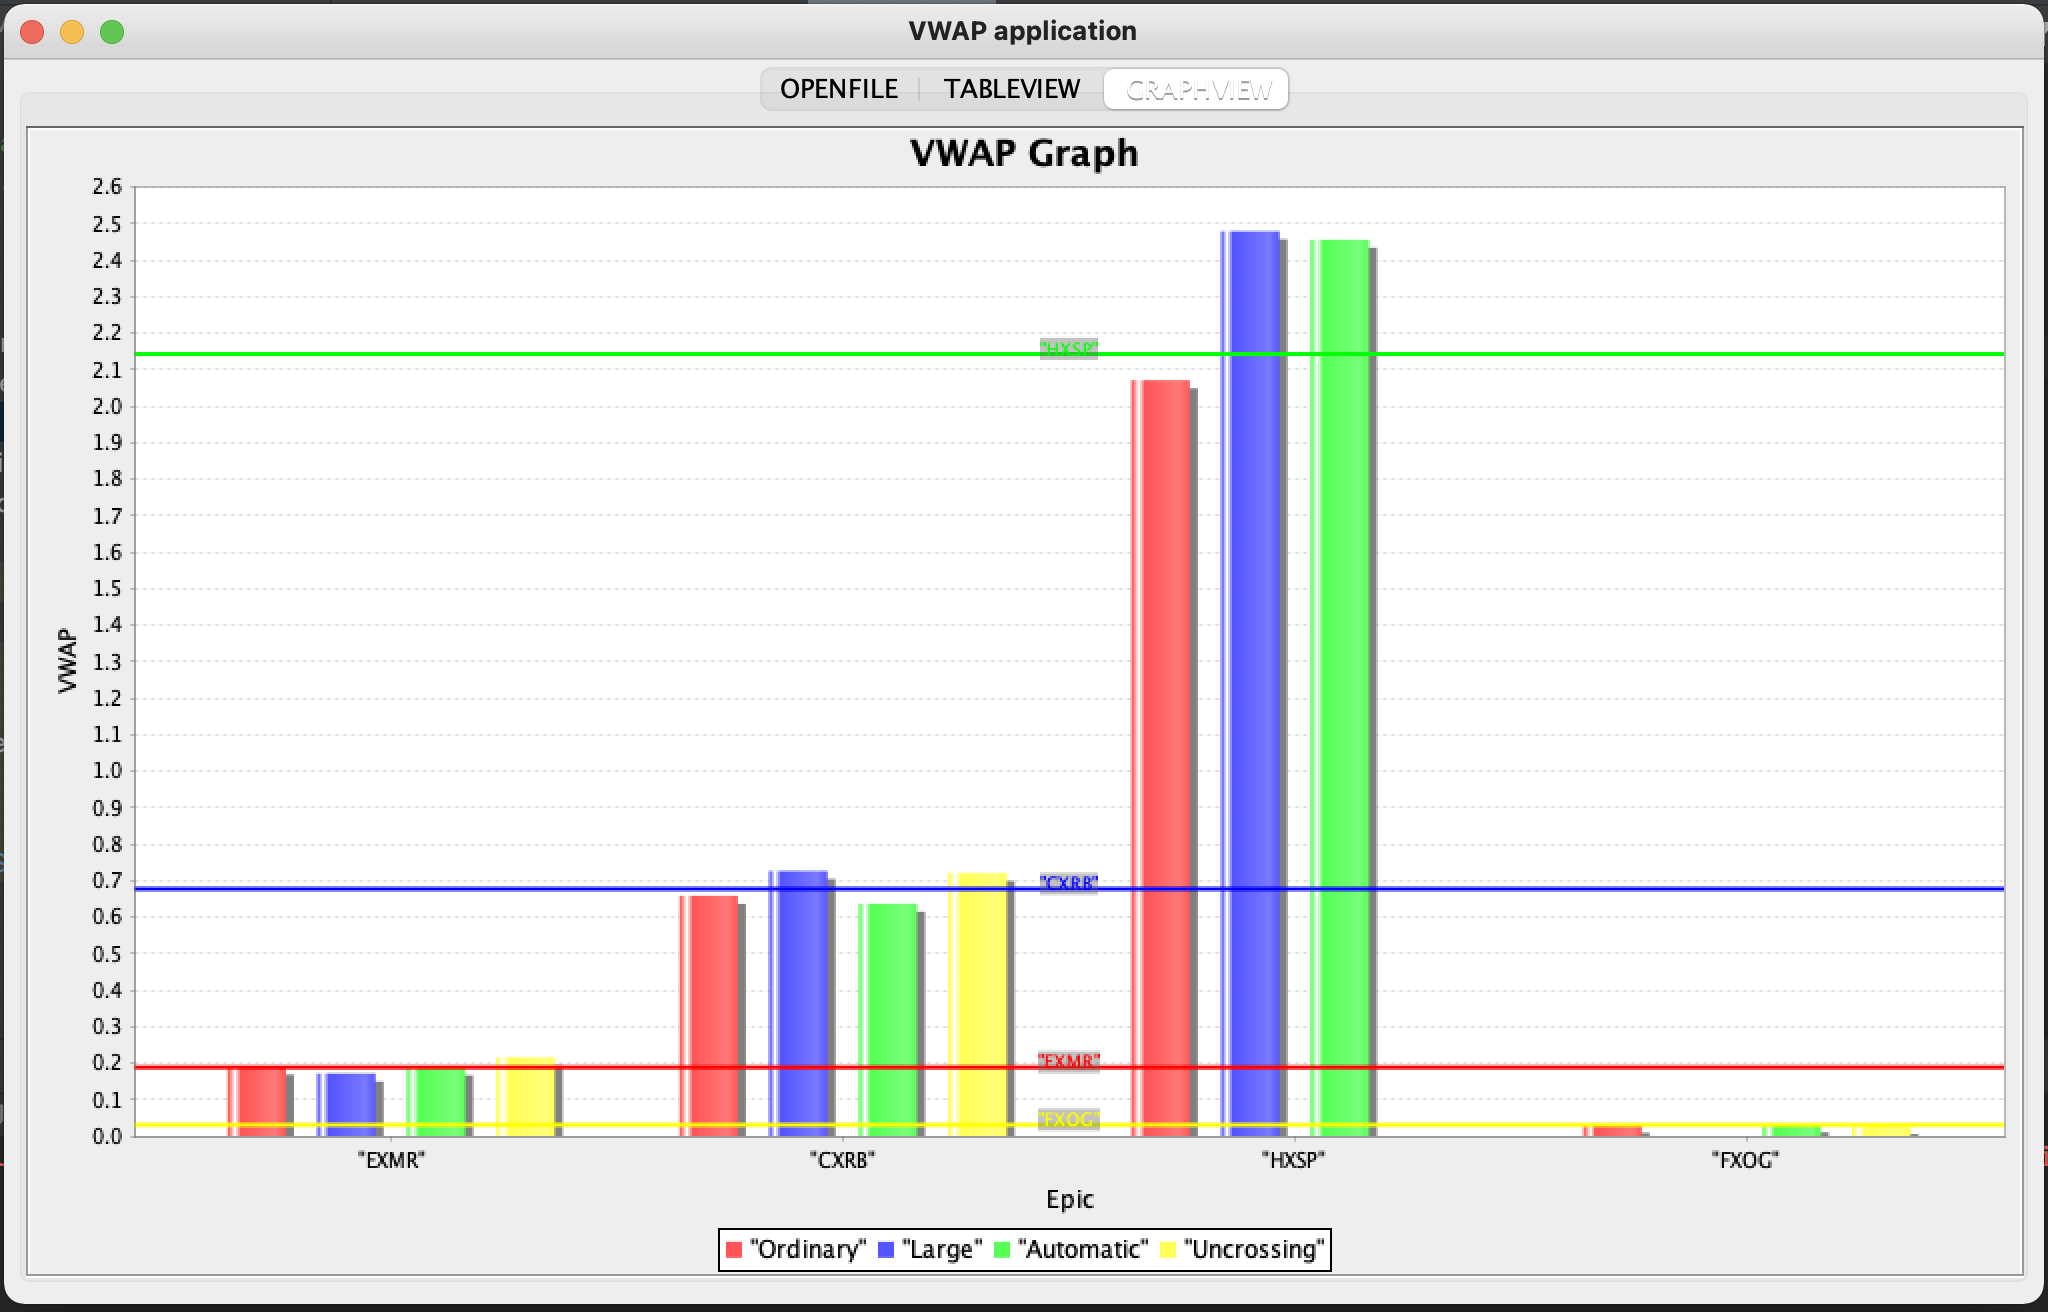 VWAP application
OPENFILE TABLEVIEW GRAPHVIEW
VWAP Graph
2.6
2.5
2.4
2.3
2.2
2.1
2.0
1.9
1.8
1.7
1.6
1.5
1.4
1.3
1.2
1.1
1.0
0.9
0.8
0.7
0.6
0.5
0.4
0.3
0.2
0.1
0.0
VWAP
"HXSP"
"CXRB"
"EXMR"
"FXOG"
"EXMR" "CXRB" "HXSP" "FXOG"
Epic
"Ordinary" "Large" "Automatic" "Uncrossing"